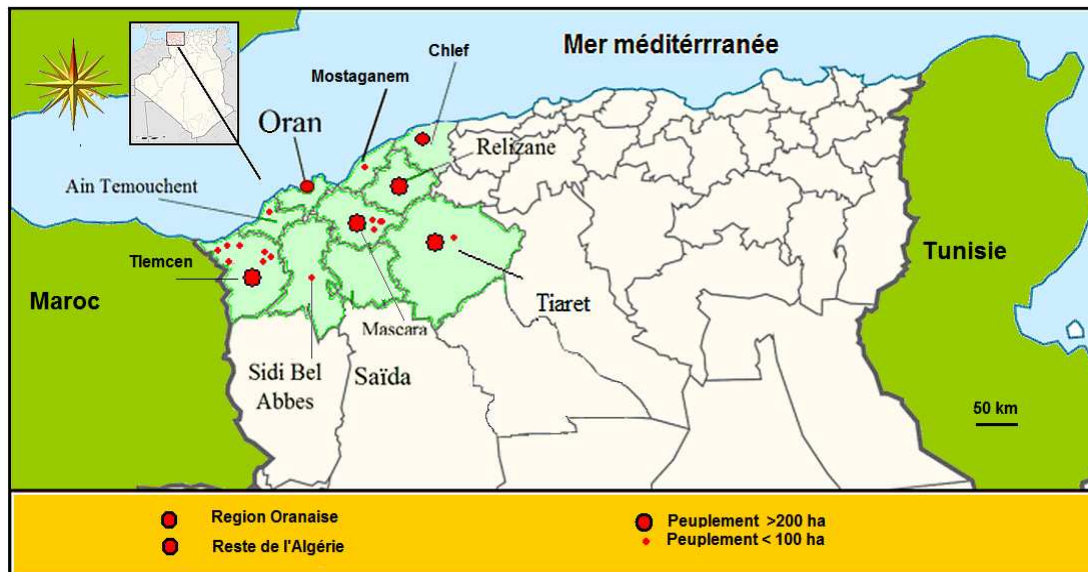 Mer méditérrranée
Chlef
Mostaganem
Oran
Relizane
Ain Temouchent
Tlemcen
Tunisie
Maroc
Tiaret
Mascara
Sidi Bel
Abbes
Saïda
50 km
Region Oranaise
Peuplement >200 ha
Reste de l'Algérie
Peuplement < 100 ha